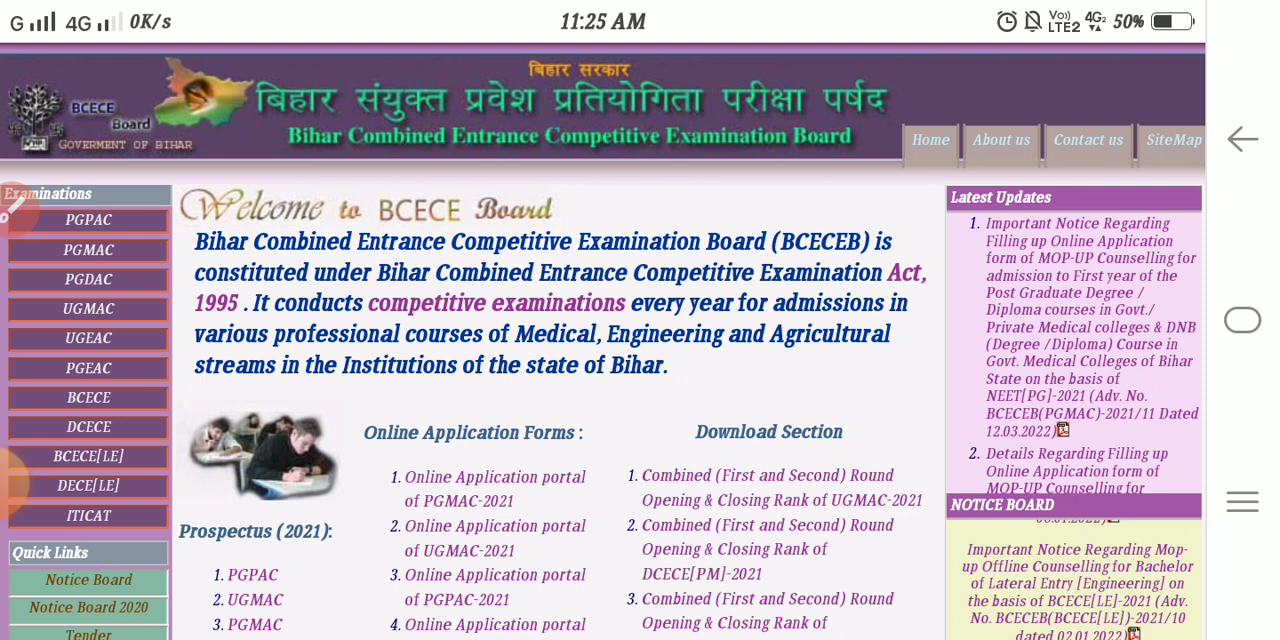 G 4G 0K/s 11:25 AM Vo)) LTE2 4G2 50%
बिहार सरकार
बिहार संयुक्त प्रवेश प्रतियोगिता परीक्षा पर्षद
BCECE
Board
GOVERMENT OF BIHAR
Bihar Combined Entrance Competitive Examination Board
Home About us Contact us SiteMap
Examinations
PGPAC
PGMAC
PGDAC
UGMAC
UGEAC
PGEAC
BCECE
DCECE
BCECE[LE]
DECE[LE]
ITICAT
Quick Links
Notice Board
Notice Board 2020
Tender
Welcome to BCECE Board
Bihar Combined Entrance Competitive Examination Board (BCECEB) is
constituted under Bihar Combined Entrance Competitive Examination Act,
1995 . It conducts competitive examinations every year for admissions in
various professional courses of Medical, Engineering and Agricultural
streams in the Institutions of the state of Bihar.
Prospectus (2021):
1. PGPAC
2. UGMAC
3. PGMAC
Online Application Forms :
1. Online Application portal
of PGMAC-2021
2. Online Application portal
of UGMAC-2021
3. Online Application portal
of PGPAC-2021
4. Online Application portal
Download Section
1. Combined (First and Second) Round
Opening & Closing Rank of UGMAC-2021
2. Combined (First and Second) Round
Opening & Closing Rank of
DCECE[PM]-2021
3. Combined (First and Second) Round
Opening & Closing Rank of
Latest Updates
1. Important Notice Regarding
Filling up Online Application
form of MOP-UP Counselling for
admission to First year of the
Post Graduate Degree /
Diploma courses in Govt./
Private Medical colleges & DNB
(Degree / Diploma) Course in
Govt. Medical Colleges of Bihar
State on the basis of
NEET[PG]-2021 (Adv. No.
BCECEB(PGMAC)-2021/11 Dated
12.03.2022)
2. Details Regarding Filling up
Online Application form of
MOP-UP Counselling for
NOTICE BOARD
Important Notice Regarding Mop-
up Offline Counselling for Bachelor
of Lateral Entry [Engineering] on
the basis of BCECE[LE]-2021 (Adv.
No. BCECEB(BCECE[LE])-2021/10
dated 02.01.2022)